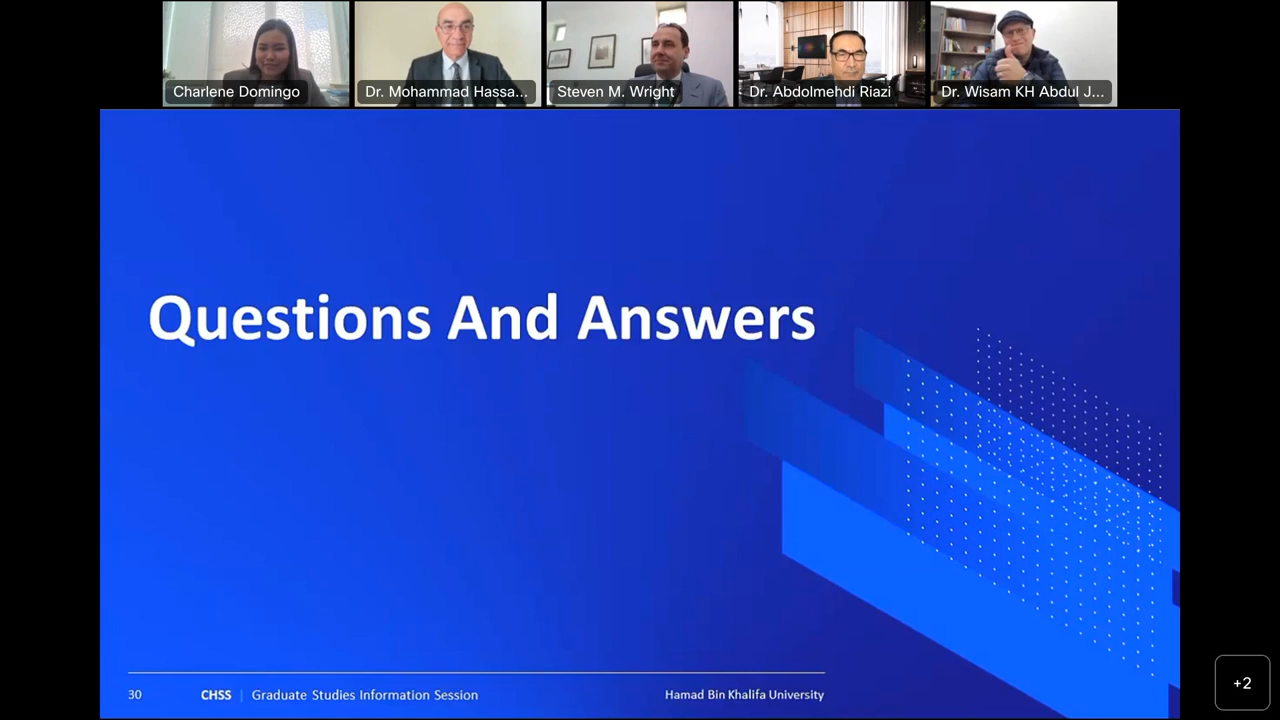 Charlene Domingo
Dr. Mohammad Hassa...
Steven M. Wright
Dr. Abdolmehdi Riazi
Dr. Wisam KH Abdul J...
Questions And Answers
30 CHSS | Graduate Studies Information Session Hamad Bin Khalifa University
+2